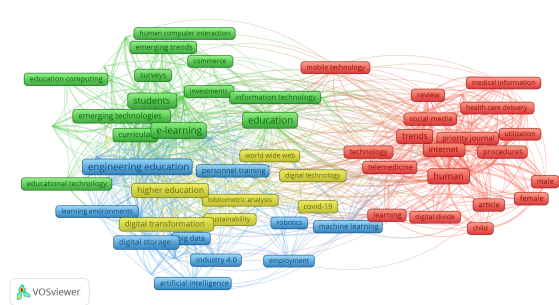 human computer interaction
emerging trends
commerce
mobile technology
education computing
surveys
medical information
investments
information technology
review
students
health care delivery
emerging technologies
education
social media
curricula
e-learning
trends
priority journal
utilization
internet
technology
procedures
world wide web
engineering education
personnel training
telemedicine
digital technology
human
educational technology
higher education
male
bibliometric analysis
female
covid-19
article
learning environments
learning
digital divide
sustainability
digital transformation
robotics
machine learning
child
big data
digital storage
industry 4.0
employment
artificial intelligence
VOSviewer